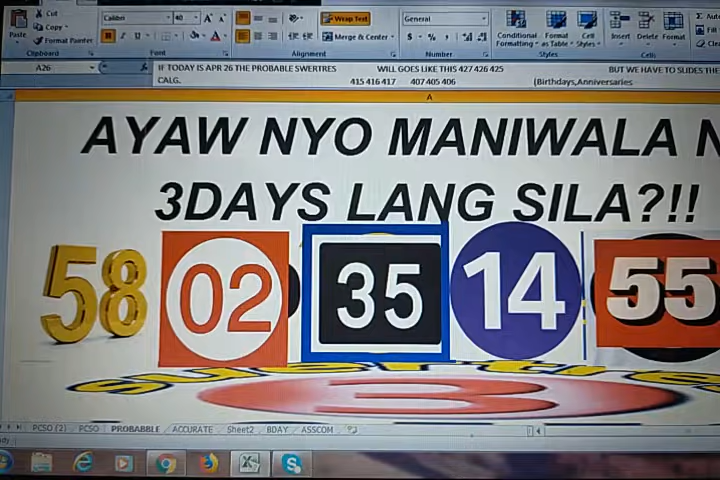 Cut
Calibri
40
Wrap Text
General
Copy
Paste
Format Painter
Merge & Center
Conditional Formatting
Format as Table
Cell Styles
Insert
Delete
Format
Fill
Clipboard
Font
Alignment
Number
Styles
Cells
A26
IF TODAY IS APR 26 THE PROBABLE SWERTRES WILL GOES LIKE THIS 427 426 425 BUT WE HAVE TO SLIDES THE
CALG. 415 416 417 407 405 406 (Birthdays,Anniversaries
A
AYAW NYO MANIWALA N
3DAYS LANG SILA?!!
58 02 35 14 55
3
PCSO (2) PCSO PROBABBLE ACCURATE Sheet2 BDAY ASSCOM